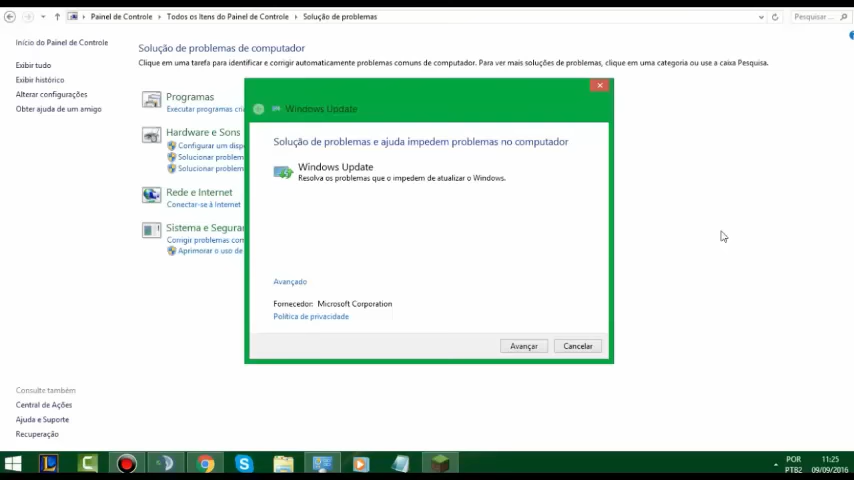 Painel de Controle
Todos os Itens do Painel de Controle
Solução de problemas
Pesquisar...
Início do Painel de Controle
Exibir tudo
Exibir histórico
Alterar configurações
Obter ajuda de um amigo
Solução de problemas de computador
Clique em uma tarefa para identificar e corrigir automaticamente problemas comuns de computador. Para ver mais soluções de problemas, clique em uma categoria ou use a caixa Pesquisa.
Programas
Executar programas
Hardware e Sons
Configurar um
Solucionar
Solucionar
Rede e Internet
Conectar-se à Internet
Sistema e
Corrigir problemas
Aprimorar o uso de
Windows Update
Solução de problemas e ajuda impedem problemas no computador
Windows Update
Resolva os problemas que o impedem de atualizar o Windows.
Avançado
Fornecedor: Microsoft Corporation
Política de privacidade
Avançar
Cancelar
Consulte também
Central de Ações
Ajuda e Suporte
Recuperação
POR
PTB2
11:25
09/09/2016